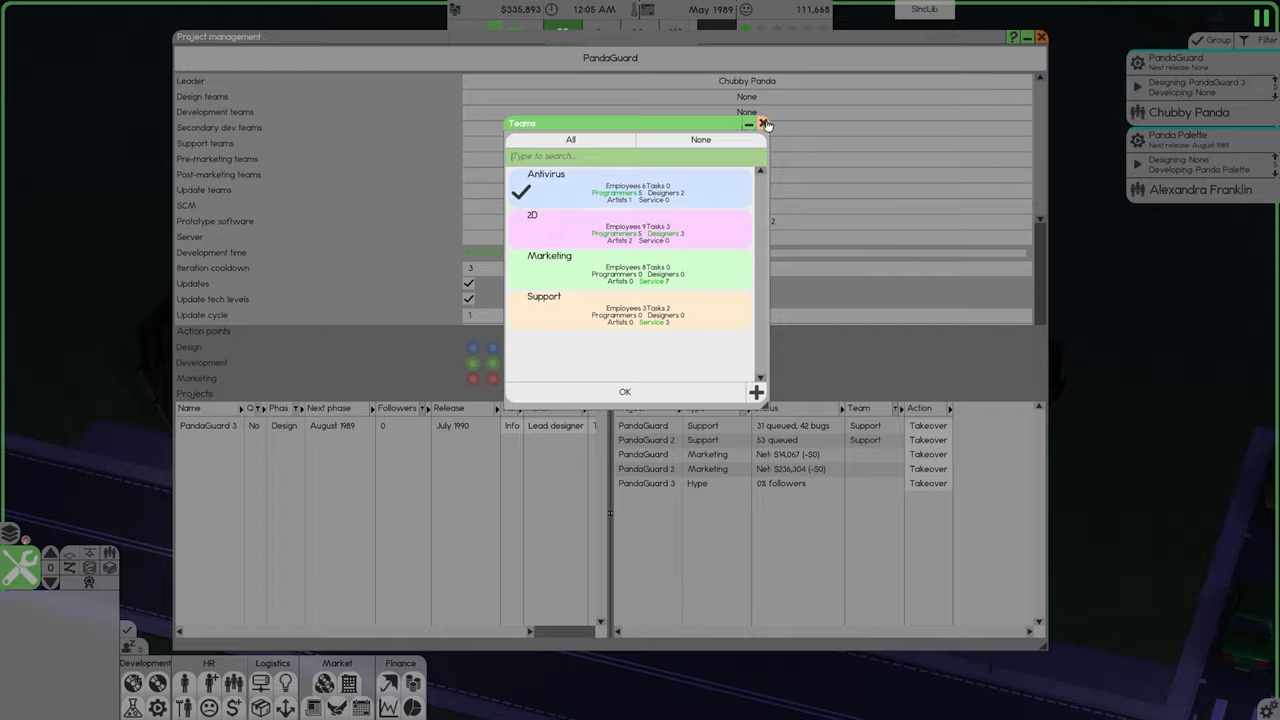 $335,893
12:05 AM
May 1989
111,668
SincLib
Project management
PandaGuard
Leader
Chubby Panda
Design teams
None
Development teams
None
Secondary dev teams
Support teams
Pre-marketing teams
Post-marketing teams
Update teams
SCM
Prototype software
2
Server
Development time
Iteration cooldown
3
Updates
Update tech levels
Update cycle
1
Action points
Design
Development
Marketing
Projects
Teams
All
None
Type to search...
Antivirus
Employees 6 Tasks 0
Programmers 5 Designers 2
Artists 1 Service 0
2D
Employees 9 Tasks 3
Programmers 5 Designers 3
Artists 2 Service 0
Marketing
Employees 8 Tasks 0
Programmers 0 Designers 0
Artists 0 Service 7
Support
Employees 3 Tasks 2
Programmers 0 Designers 0
Artists 0 Service 3
OK
Name Q Phas Next phase Followers Release
PandaGuard 3 No Design August 1989 0 July 1990 Info Lead designer
Team Action
PandaGuard Support 31 queued, 42 bugs Support Takeover
PandaGuard 2 Support 53 queued Support Takeover
PandaGuard Marketing Net: $14,067 (-$0) Takeover
PandaGuard 2 Marketing Net: $236,304 (-$0) Takeover
PandaGuard 3 Hype 0% followers Takeover
Group
Filter
PandaGuard
Next release: None
Designing: PandaGuard 3
Developing: None
5
Chubby Panda
Panda Palette
Next release: August 1989
Designing: None
Developing: Panda Palette
5
Alexandra Franklin
0
0
Development HR Logistics Market Finance